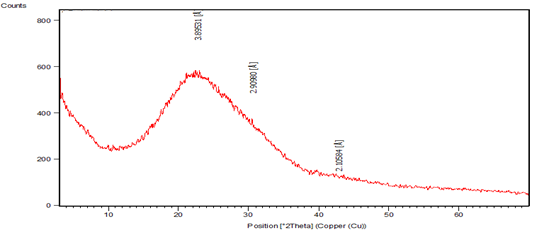 Counts
800
600
400
200
0
3.89531 [Å]
2.90980 [Å]
2.10584 [Å]
10 20 30 40 50 60
Position [°2Theta] (Copper (Cu))